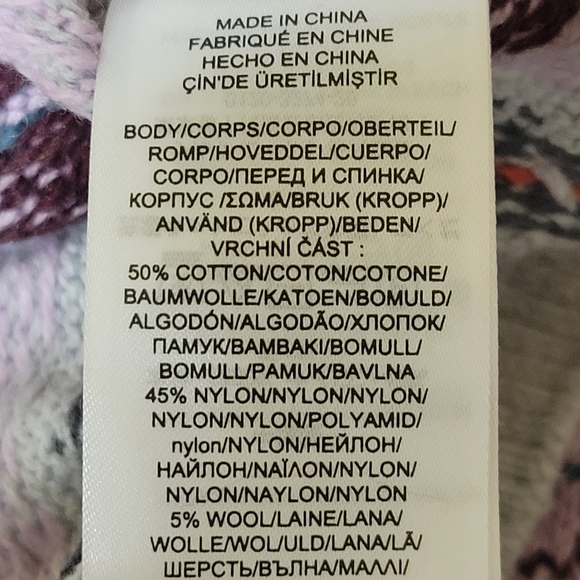 MADE IN CHINA
FABRIQUÉ EN CHINE
HECHO EN CHINA
ÇİN'DE ÜRETİLMİŞTİR
BODY/CORPS/CORPO/OBERTEIL/
ROMP/HOVEDDEL/CUERPO/
CORPO/ПЕРЕД И СПИНКА/
КОРПУС /ΣΩΜΑ/BRUK (KROPP)/
ANVÄND (KROPP)/BEDEN/
VRCHNÍ ČÁST :
50% COTTON/COTON/COTONE/
BAUMWOLLE/KATOEN/BOMULD/
ALGODÓN/ALGODÃO/ХЛОПОК/
ПАМУК/ΒΑΜΒΑΚΙ/BOMULL/
BOMULL/PAMUK/BAVLNA
45% NYLON/NYLON/NYLON/
NYLON/NYLON/POLYAMID/
nylon/NYLON/НЕЙЛОН/
НАЙЛОН/ΝΑΪΛΟΝ/NYLON/
NYLON/NAYLON/NYLON
5% WOOL/LAINE/LANA/
WOLLE/WOL/ULD/LANA/LÃ/
ШЕРСТЬ/ВЪЛНА/ΜΑΛΛΙ/